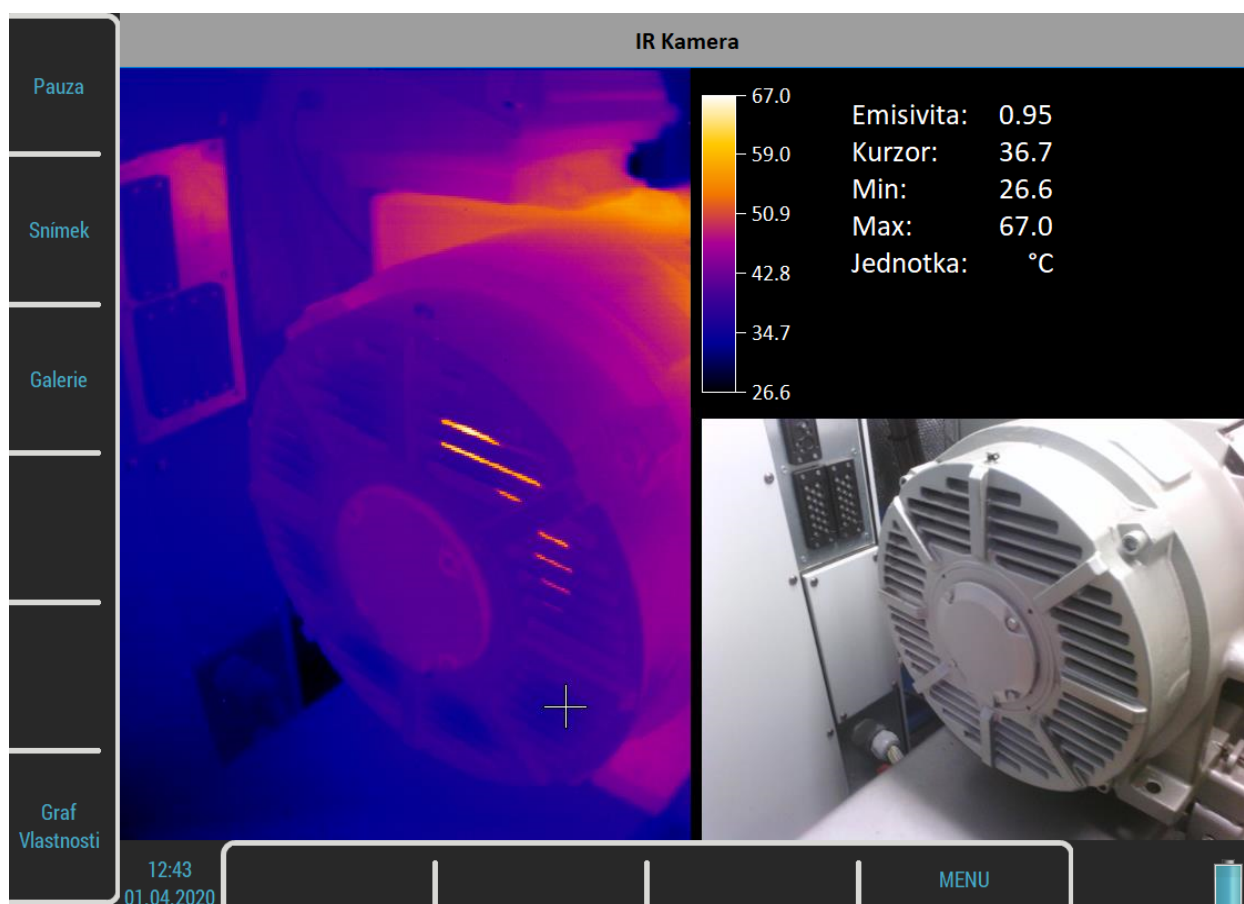 IR Kamera
Pauza
Snímek
Galerie
Graf
Vlastnosti
67.0
59.0
50.9
42.8
34.7
26.6
Emisivita: 0.95
Kurzor: 36.7
Min: 26.6
Max: 67.0
Jednotka: °C
12:43
01.04.2020
MENU